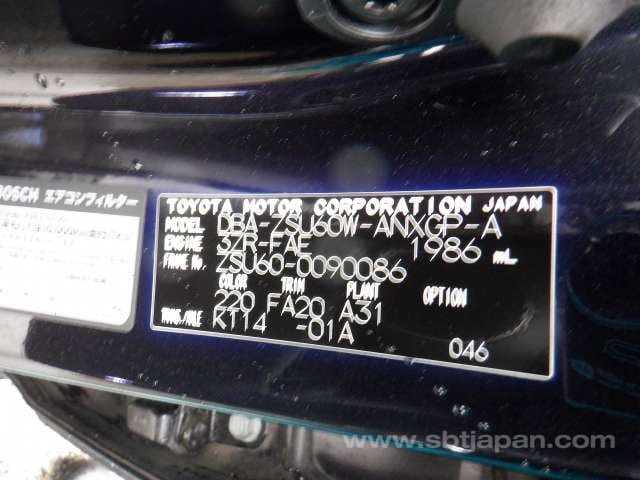 BOSCH エアコンフィルター
TOYOTA MOTOR CORPORATION JAPAN
MODEL DBA-ZSU60W-ANXGP-A
ENGINE 3ZR-FAE 1986 mL
FRAME No. ZSU60-0090086
COLOR TRIM PLANT OPTION
220 FA20 A31
TRANS./AXLE K114 -01A
046
www.sbtjapan.com